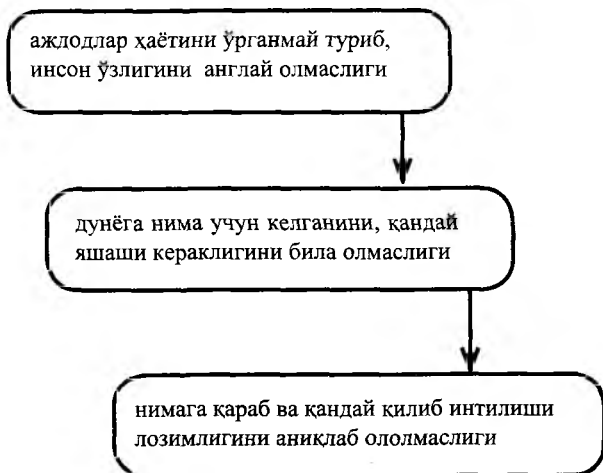 аждодлар ҳаётини ўрганмай туриб,
инсон ўзлигини англай олмаслиги
дунёга нима учун келганини, қандай
яшаши кераклигини била олмаслиги
нимага қараб ва қандай қилиб интилиши
лозимлигини аниқлаб ололмаслиги